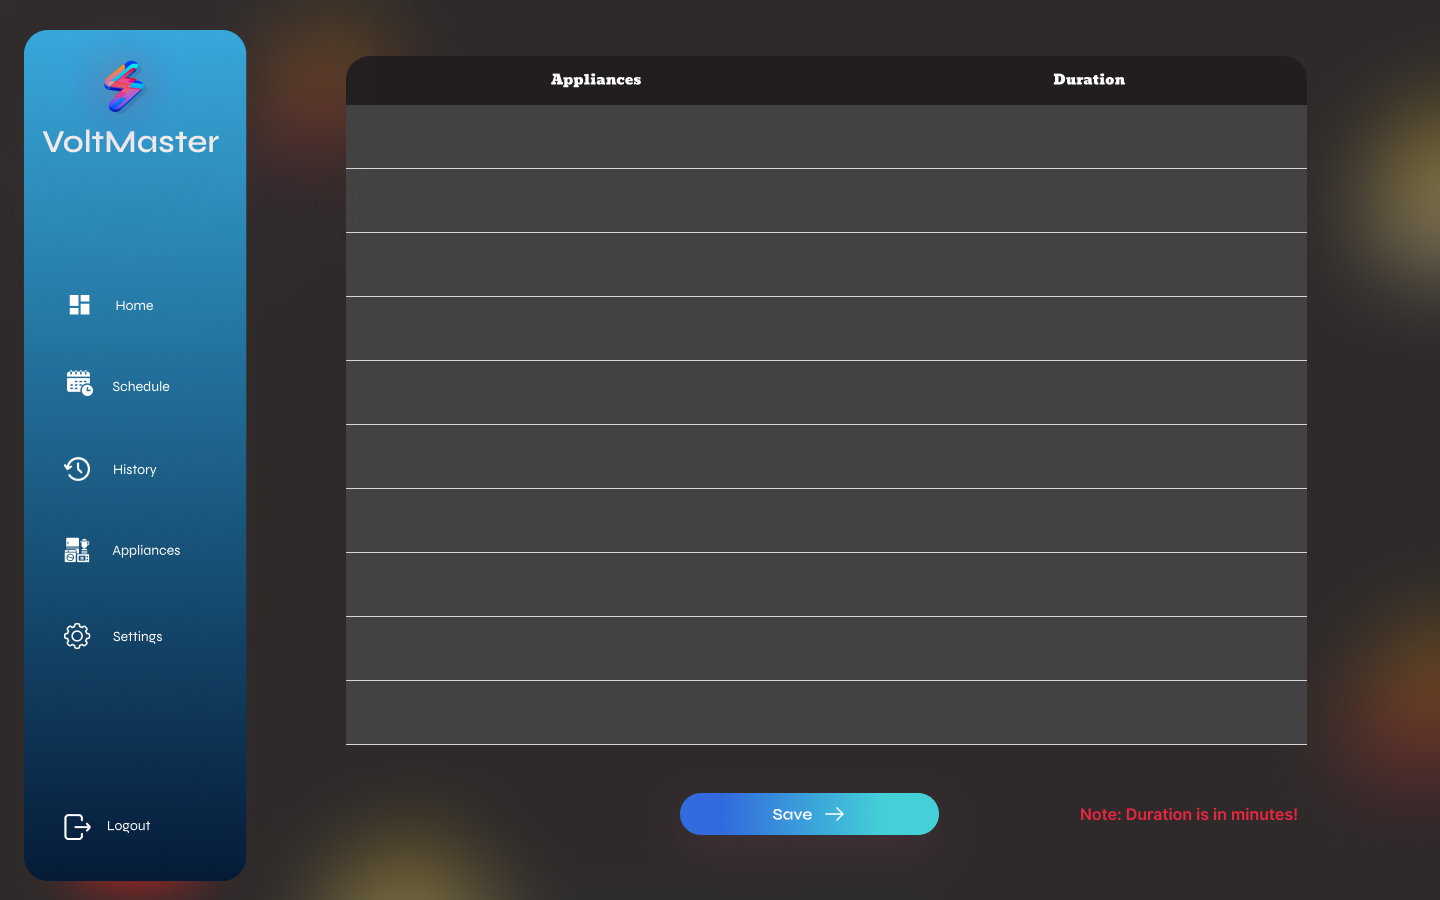 VoltMaster
Home
Schedule
History
Appliances
Settings
Logout
Appliances Duration
Save
Note: Duration is in minutes!